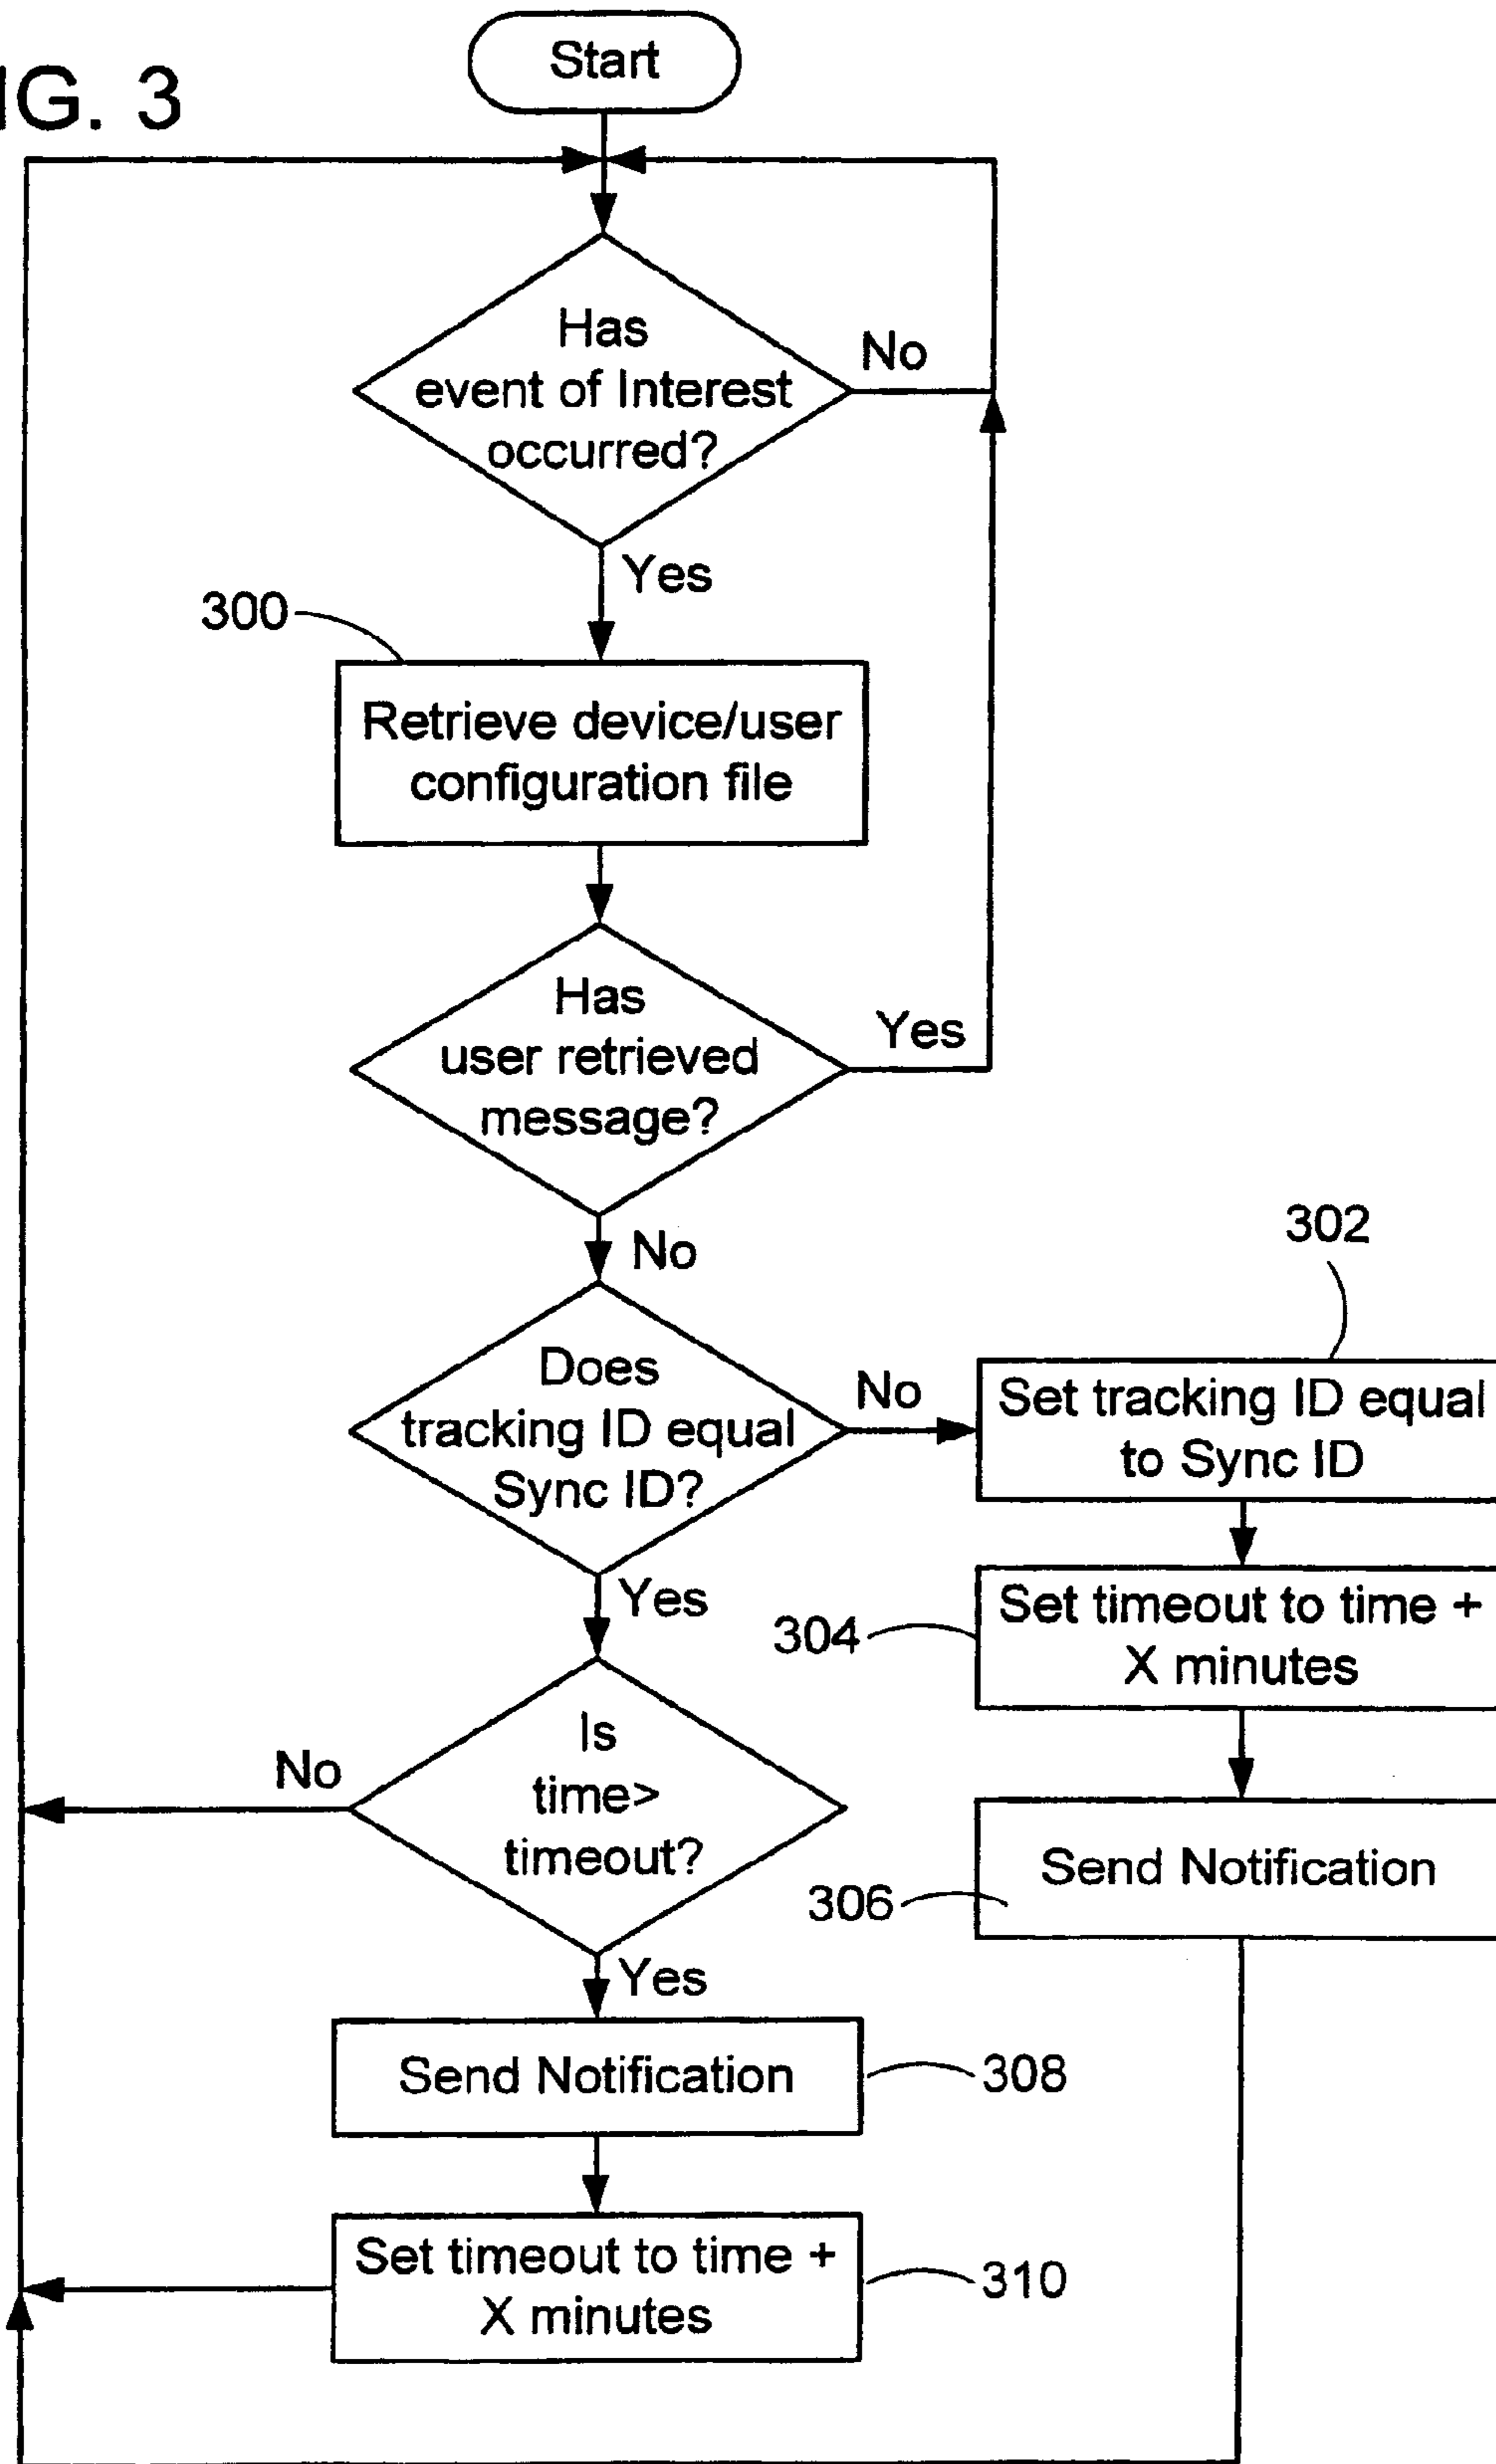 IG. 3
Start
Has
event of Interest
occurred?
No
Yes
300
Retrieve device/user
configuration file
Has
user retrieved
message?
Yes
No
302
Does
tracking ID equal
Sync ID?
No
Set tracking ID equal
to Sync ID
Yes
304
Set timeout to time +
X minutes
Is
time>
timeout?
No
306
Send Notification
Yes
Send Notification
308
Set timeout to time +
X minutes
310